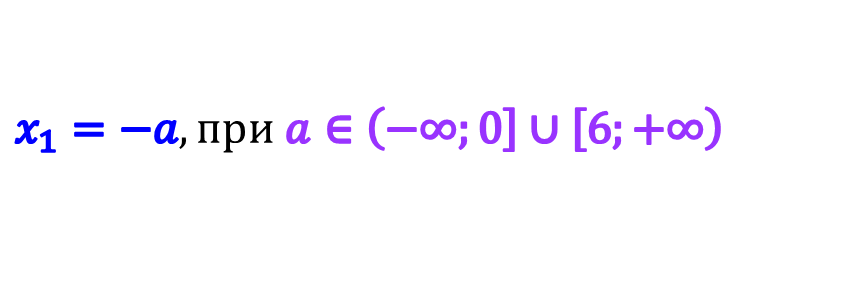 x₁ = −a, при a ∈ (−∞; 0] ∪ [6; +∞)